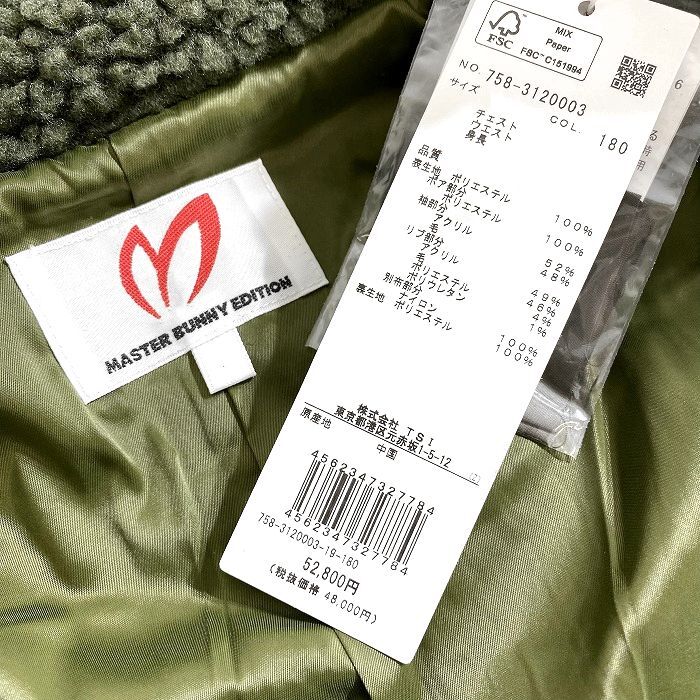 MIX
Paper
FSC™ C151994
FSC
NO. 758-3120003
サイズ
COL. 180
チェスト
ウエスト
身長
品質
表生地 ポリエステル 100%
ボア部分
ポリエステル 100%
袖部分
アクリル 52%
毛 48%
リブ部分
アクリル 49%
毛 46%
ポリエステル 4%
ポリウレタン 1%
別布部分
ナイロン 100%
裏生地 ポリエステル 100%
株式会社 TSI
東京都港区元赤坂1-5-12
原産地 中国
(2)
4562347327784
4562347327784
758-3120003-19-180
52,800円
(税抜価格 48,000円)
MASTER BUNNY EDITION
6
る
時
用